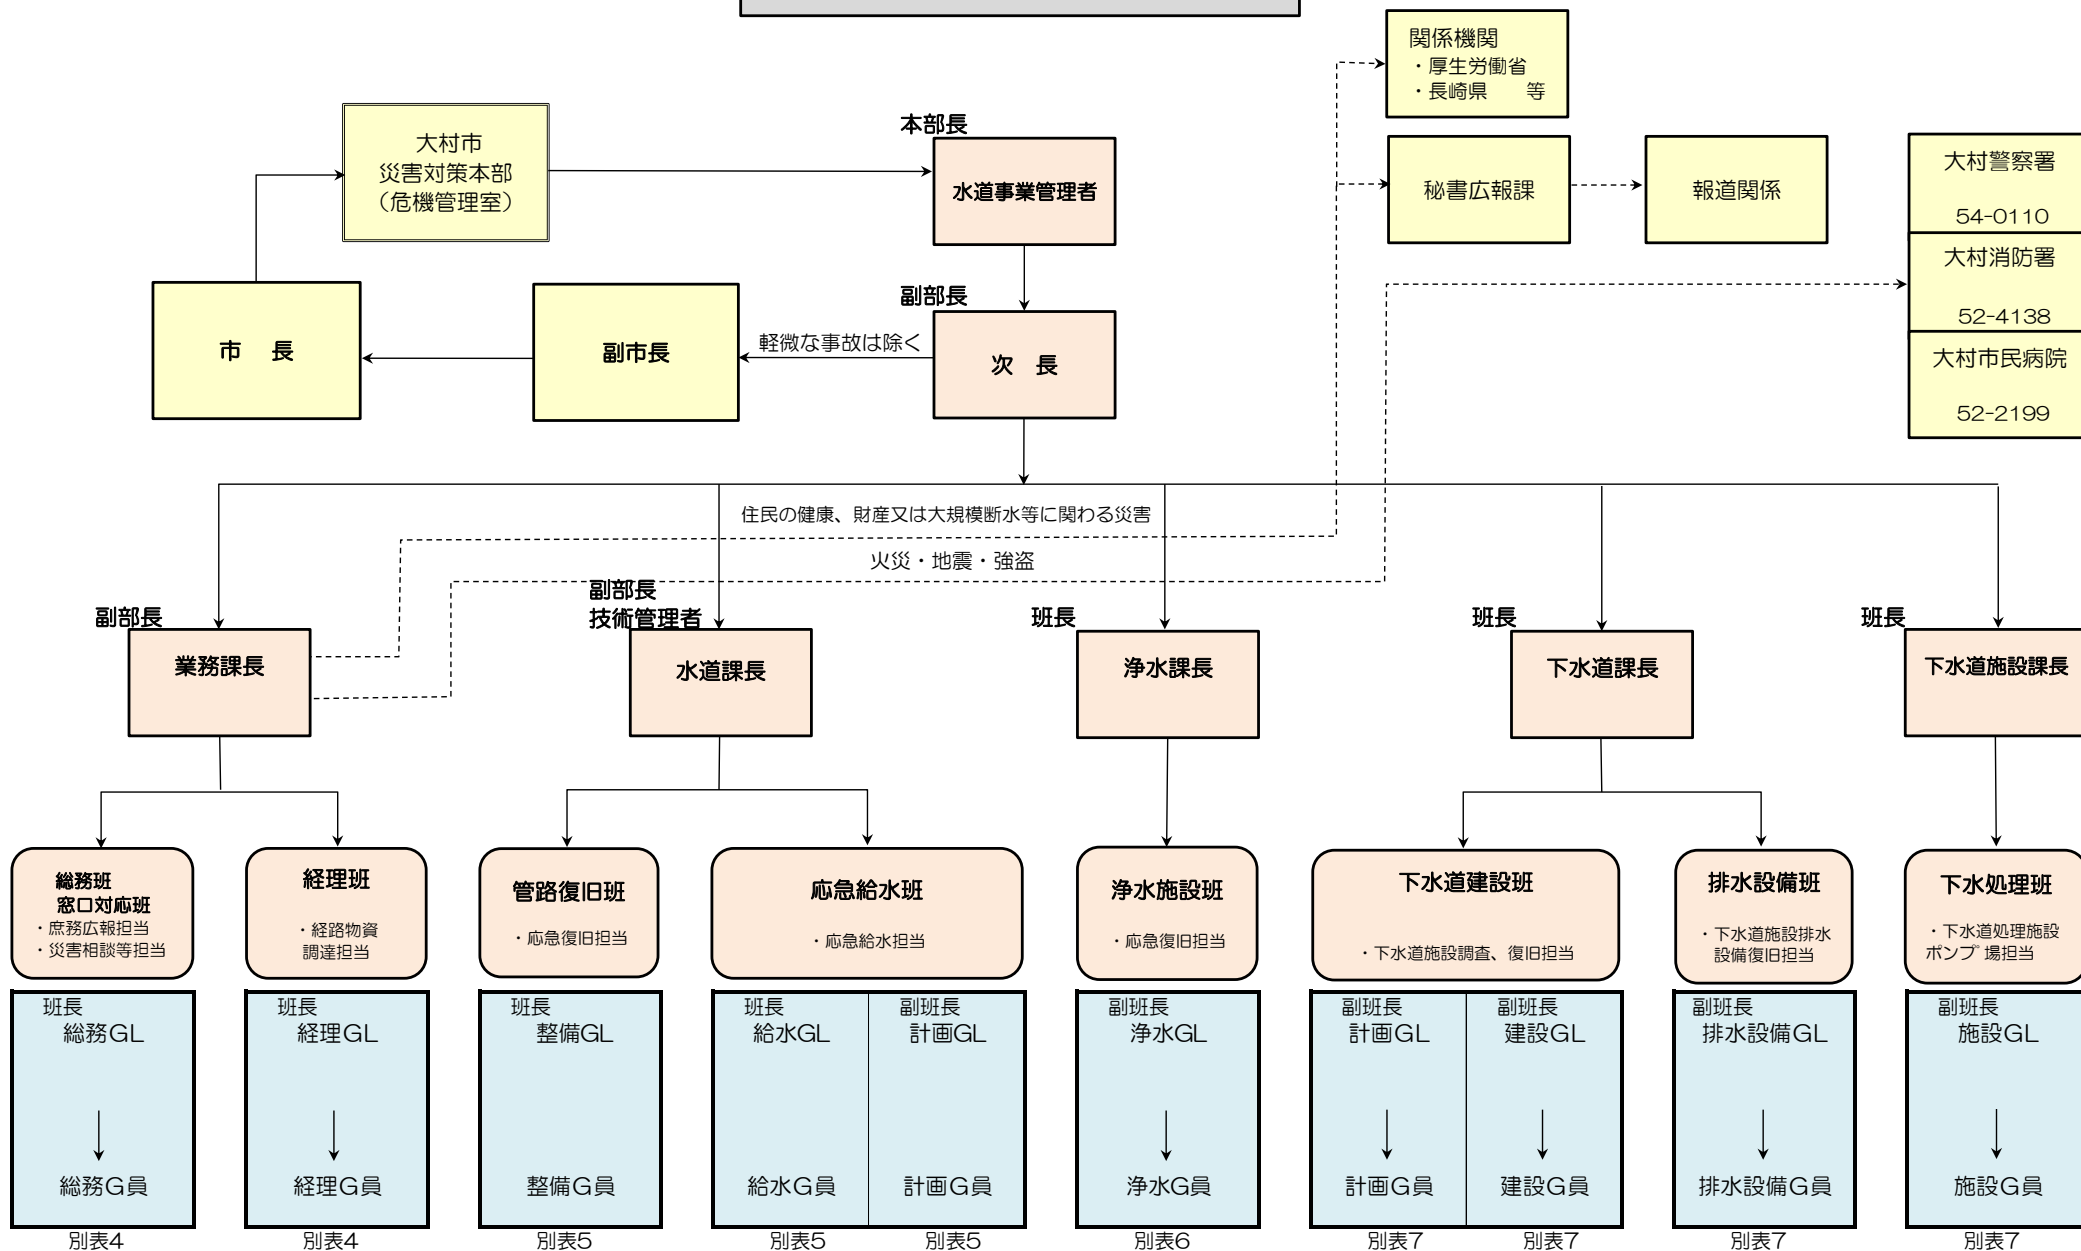 関係機関
・厚生労働省
・長崎県　等
大村市
災害対策本部
（危機管理室）
本部長
水道事業管理者
秘書広報課
報道関係
大村警察署
54-0110
大村消防署
52-4138
大村市民病院
52-2199
市　長
副市長
軽微な事故は除く
副部長
次　長
住民の健康、財産又は大規模断水等に関わる災害
火災・地震・強盗
副部長
業務課長
副部長
技術管理者
水道課長
班長
浄水課長
班長
下水道課長
班長
下水道施設課長
総務班
窓口対応班
・庶務広報担当
・災害相談等担当
経理班
・経路物資
調達担当
管路復旧班
・応急復旧担当
応急給水班
・応急給水担当
浄水施設班
・応急復旧担当
下水道建設班
・下水道施設調査、復旧担当
排水設備班
・下水道施設排水
設備復旧担当
下水処理班
・下水道処理施設
ポンプ場担当
班長
総務GL
総務G員
別表4
班長
経理GL
経理G員
別表4
班長
整備GL
整備G員
別表5
班長
給水GL
給水G員
別表5
副班長
計画GL
計画G員
別表5
副班長
浄水GL
浄水G員
別表6
副班長
計画GL
計画G員
別表7
副班長
建設GL
建設G員
別表7
副班長
排水設備GL
排水設備G員
別表7
副班長
施設GL
施設G員
別表7